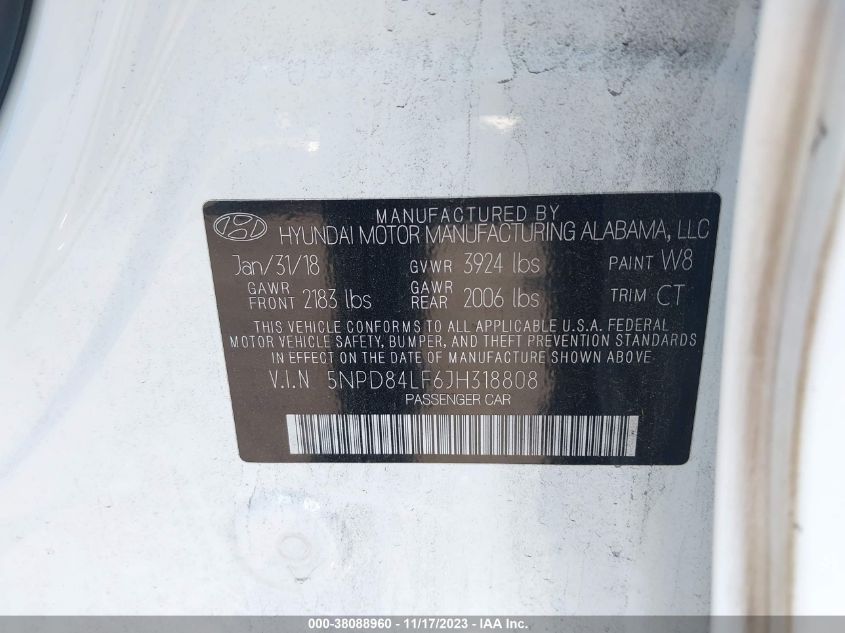 MANUFACTURED BY
HYUNDAI MOTOR MANUFACTURING ALABAMA, LLC
Jan/31/18 GVWR 3924 lbs PAINT W8
GAWR FRONT 2183 lbs GAWR REAR 2006 lbs TRIM CT
THIS VEHICLE CONFORMS TO ALL APPLICABLE U.S.A. FEDERAL
MOTOR VEHICLE SAFETY, BUMPER, AND THEFT PREVENTION STANDARDS
IN EFFECT ON THE DATE OF MANUFACTURE SHOWN ABOVE.
V.I.N 5NPD84LF6JH318808
PASSENGER CAR
000-38088960 - 11/17/2023 - IAA Inc.